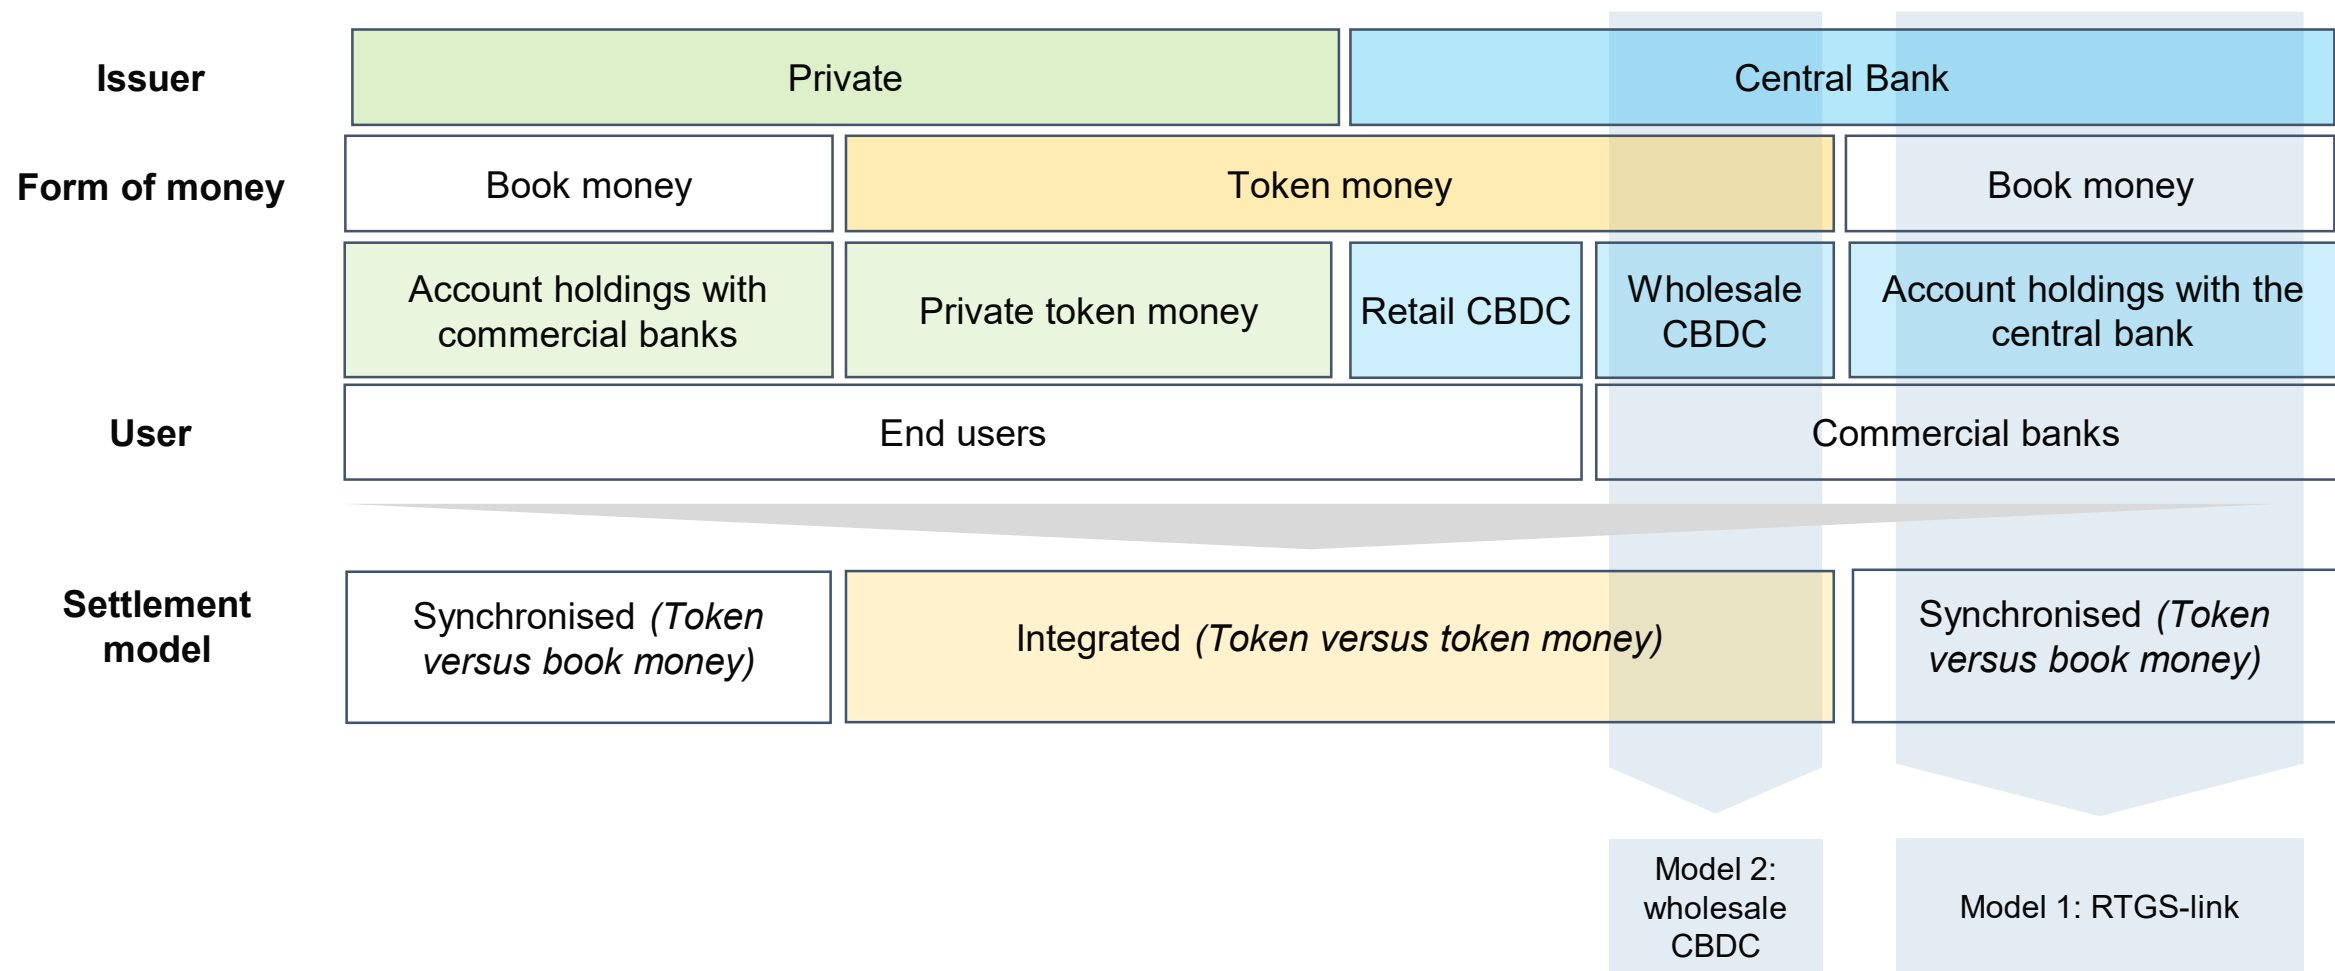 Issuer
Private
Central Bank
Form of money
Book money
Token money
Book money
Account holdings with
commercial banks
Private token money
Retail CBDC
Wholesale
CBDC
Account holdings with the
central bank
User
End users
Commercial banks
Settlement
model
Synchronised (Token
versus book money)
Integrated (Token versus token money)
Synchronised (Token
versus book money)
Model 2:
wholesale
CBDC
Model 1: RTGS-link